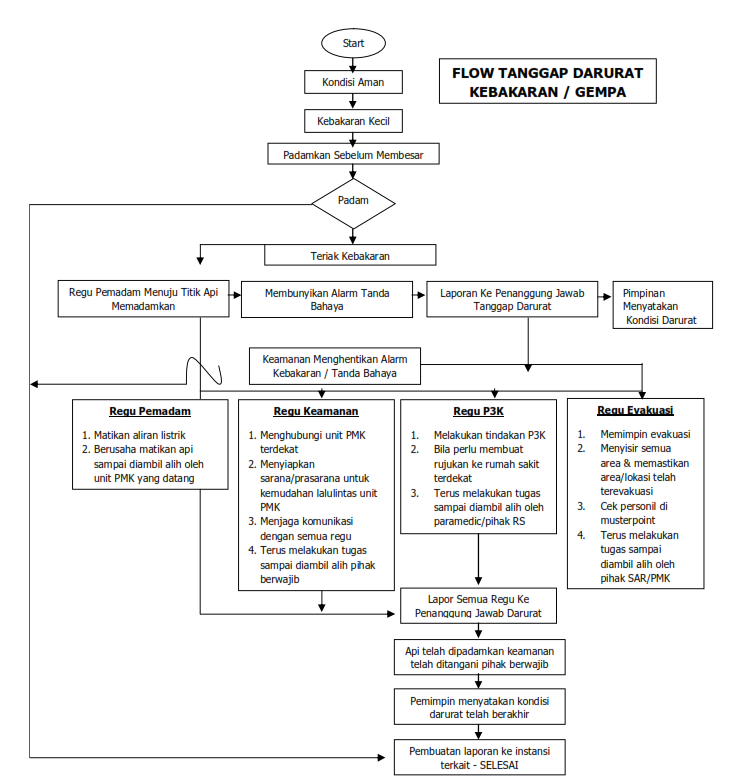 Start
FLOW TANGGAP DARURAT
KEBAKARAN / GEMPA
Kondisi Aman
Kebakaran Kecil
Padamkan Sebelum Membesar
Padam
Teriak Kebakaran
Regu Pemadam Menuju Titik Api
Memadamkan
Membunyikan Alarm Tanda
Bahaya
Laporan Ke Penanggung Jawab
Tanggap Darurat
Pimpinan
Menyatakan
Kondisi Darurat
Keamanan Menghentikan Alarm
Kebakaran / Tanda Bahaya
Regu Pemadam
1. Matikan aliran listrik
2. Berusaha matikan api
sampai diambil alih oleh
unit PMK yang datang
Regu Keamanan
1. Menghubungi unit PMK
terdekat
2. Menyiapkan
sarana/prasarana untuk
kemudahan lalulintas unit
PMK
3. Menjaga komunikasi
dengan semua regu
4. Terus melakukan tugas
sampai diambil alih pihak
berwajib
Regu P3K
1. Melakukan tindakan P3K
2. Bila perlu membuat
rujukan ke rumah sakit
terdekat
3. Terus melakukan tugas
sampai diambil alih oleh
paramedic/pihak RS
Regu Evakuasi
1. Memimpin evakuasi
2. Menyisir semua
area & memastikan
area/lokasi telah
terevakuasi
3. Cek personil di
musterpoint
4. Terus melakukan
tugas sampai
diambil alih oleh
pihak SAR/PMK
Lapor Semua Regu Ke
Penanggung Jawab Darurat
Api telah dipadamkan keamanan
telah ditangani pihak berwajib
Pemimpin menyatakan kondisi
darurat telah berakhir
Pembuatan laporan ke instansi
terkait - SELESAI